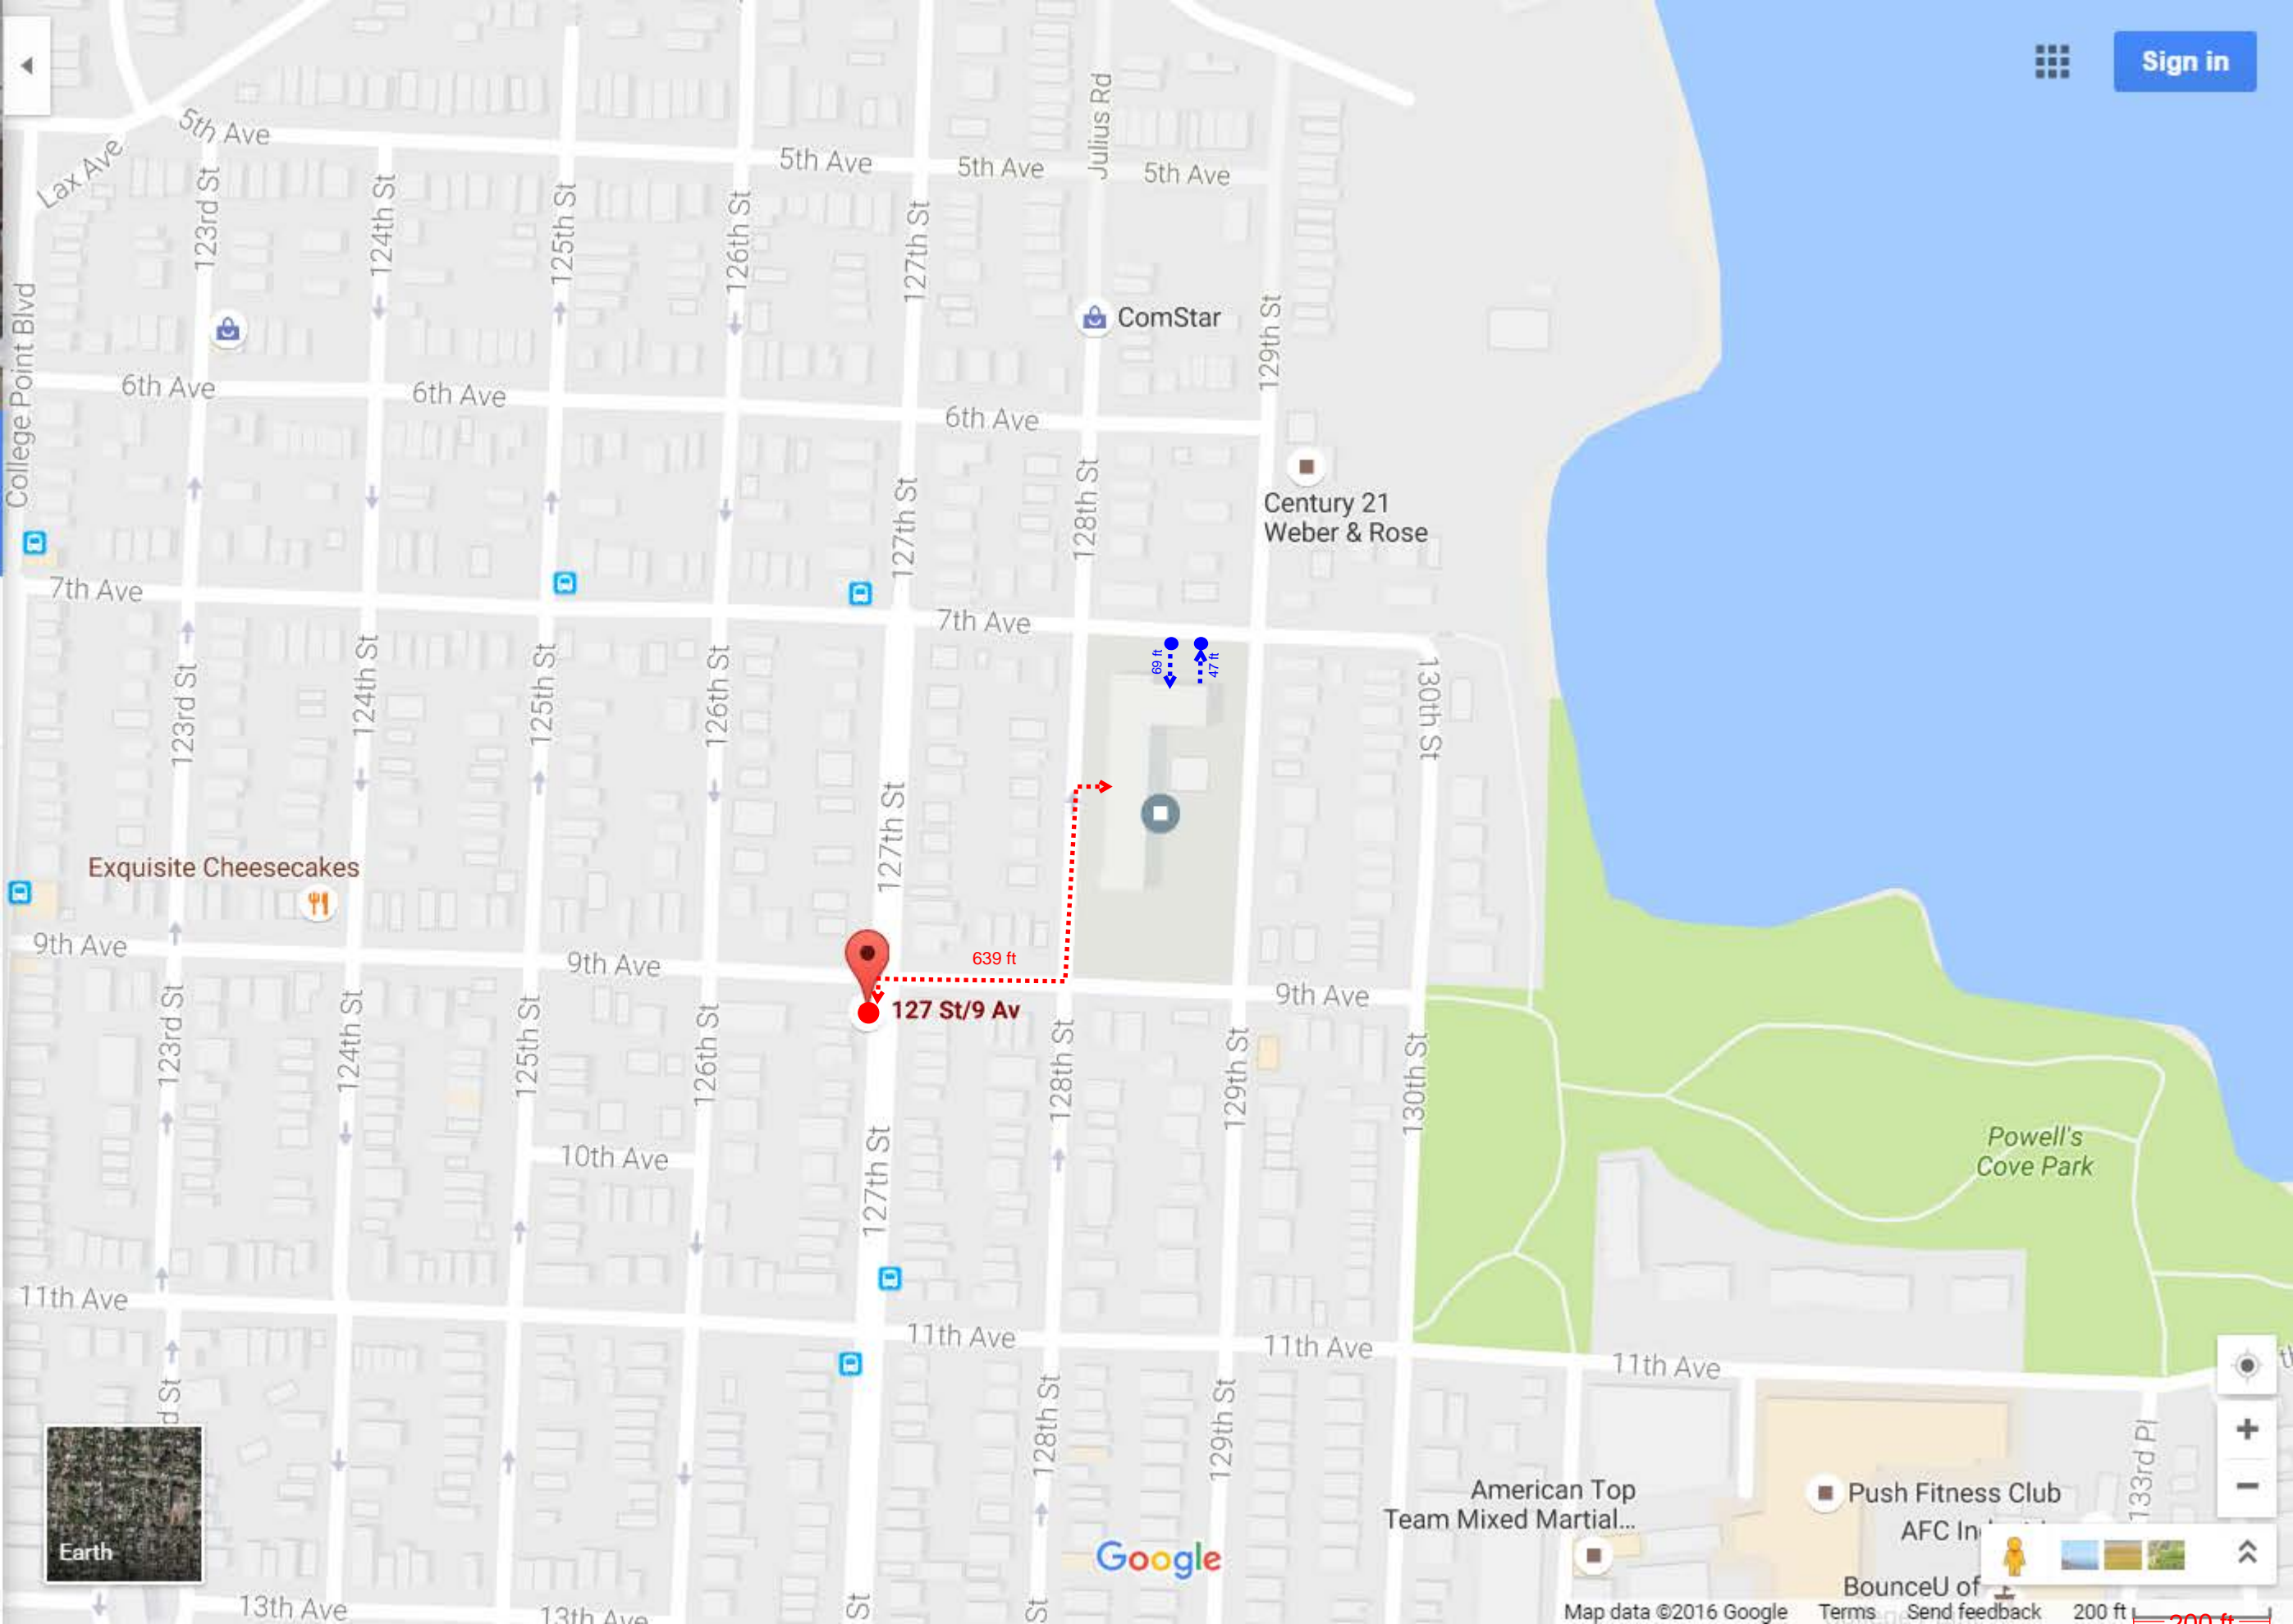 Sign in
5th Ave
5th Ave
5th Ave
5th Ave
Lax Ave
Julius Rd
123rd St
124th St
125th St
126th St
127th St
College Point Blvd
ComStar
129th St
6th Ave
6th Ave
6th Ave
127th St
128th St
Century 21
Weber & Rose
7th Ave
7th Ave
69 ft
47 ft
123rd St
124th St
125th St
126th St
130th St
127th St
Exquisite Cheesecakes
9th Ave
9th Ave
639 ft
9th Ave
127 St/9 Av
123rd St
124th St
125th St
126th St
128th St
129th St
130th St
10th Ave
127th St
Powell's
Cove Park
11th Ave
11th Ave
11th Ave
11th Ave
d St
128th St
129th St
133rd Pl
American Top
Team Mixed Martial...
Push Fitness Club
AFC In
Earth
Google
BounceU of
13th Ave
13th Ave
St
St
Map data ©2016 Google
Terms
Send feedback
200 ft
200 ft